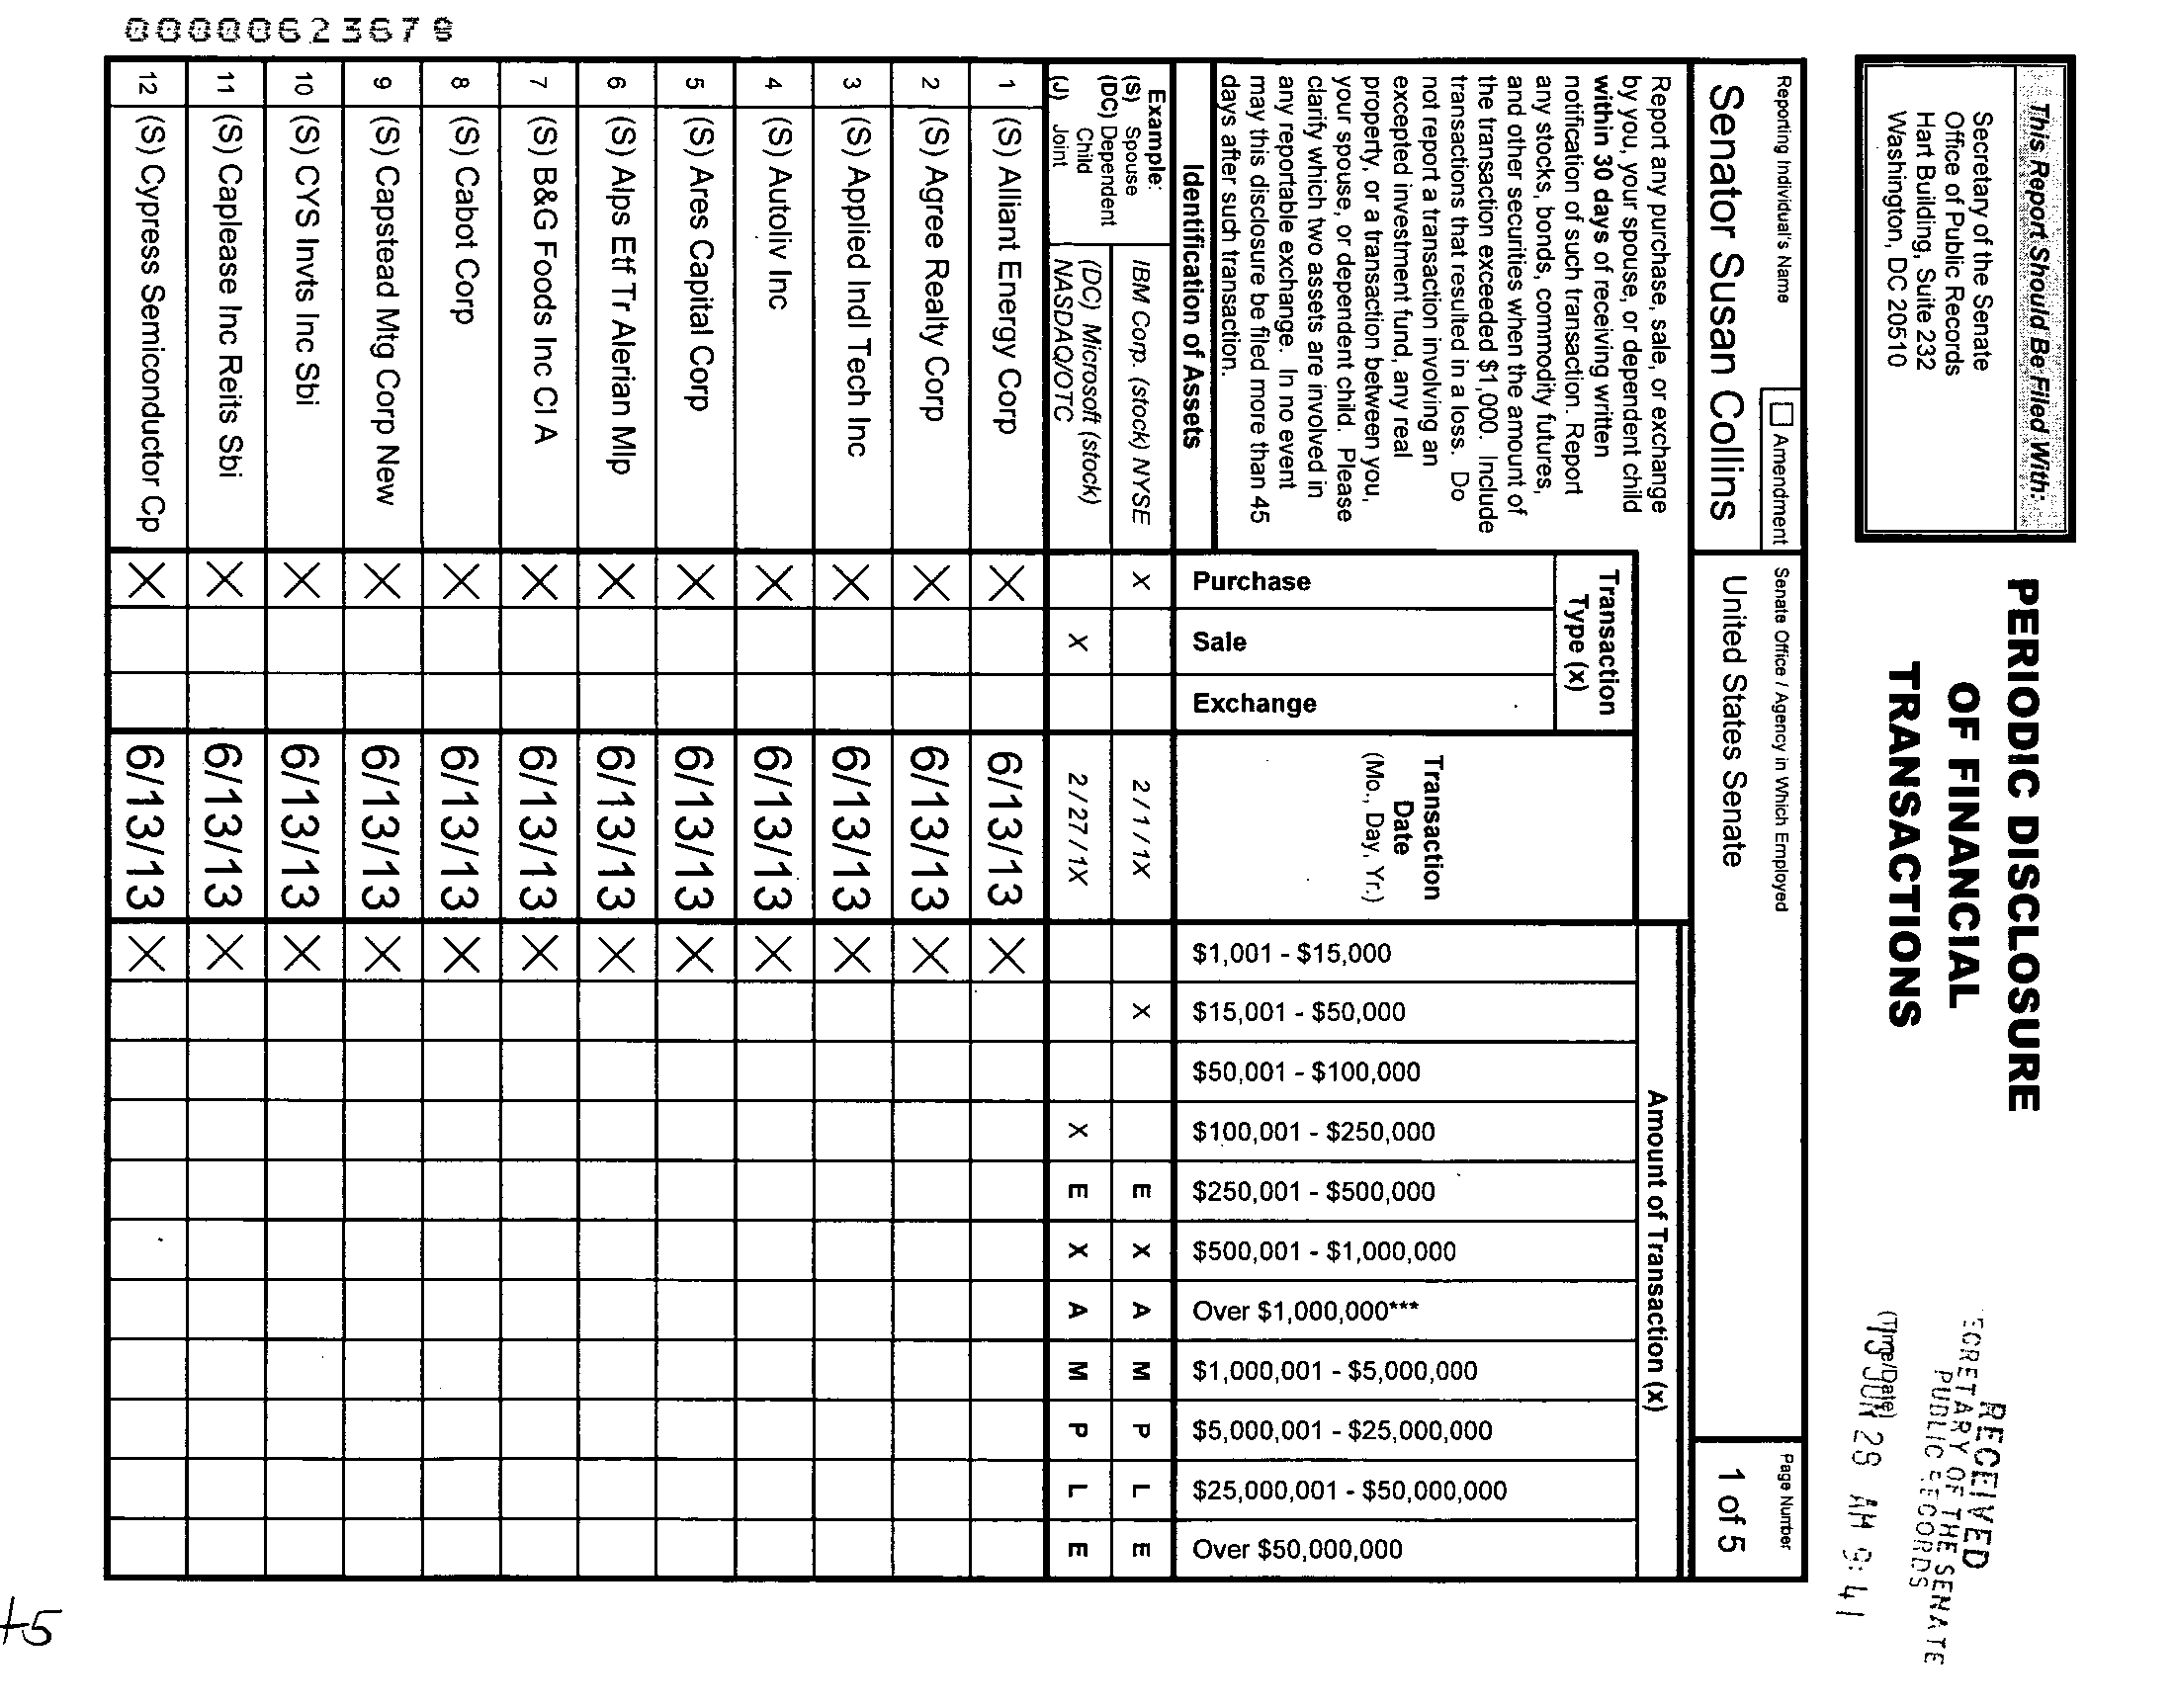 This Report Should Be Filed With:
Secretary of the Senate
Office of Public Records
Hart Building, Suite 232
Washington, DC 20510
PERIODIC DISCLOSURE
OF FINANCIAL
TRANSACTIONS
RECEIVED
SECRETARY OF THE SENATE
PUBLIC RECORDS
(Time/Date)
13 JUN 28 AM 9:41
Reporting Individual's Name
Amendment
Senate Office / Agency in Which Employed
Page Number
Senator Susan Collins
United States Senate
1 of 5
Report any purchase, sale, or exchange
by you, your spouse, or dependent child
within 30 days of receiving written
notification of such transaction. Report
any stocks, bonds, commodity futures,
and other securities when the amount of
the transaction exceeded $1,000. Include
transactions that resulted in a loss. Do
not report a transaction involving an
excepted investment fund, any real
property, or a transaction between you,
your spouse, or dependent child. Please
clarify which two assets are involved in
any reportable exchange. In no event
may this disclosure be filed more than 45
days after such transaction.
Transaction
Type (x)
Transaction
Date
(Mo., Day, Yr.)
Amount of Transaction (x)
Identification of Assets
Purchase
Sale
Exchange
$1,001 - $15,000
$15,001 - $50,000
$50,001 - $100,000
$100,001 - $250,000
$250,001 - $500,000
$500,001 - $1,000,000
Over $1,000,000***
$1,000,001 - $5,000,000
$5,000,001 - $25,000,000
$25,000,001 - $50,000,000
Over $50,000,000
Example:
(S) Spouse
(DC) Dependent
Child
(J) Joint
IBM Corp. (stock) NYSE X 2 / 1 / 1X X E X A M P L E
(DC) Microsoft (stock)
NASDAQ/OTC X 2 / 27 / 1X X E X A M P L E
1 (S) Alliant Energy Corp X 6/13/13 X
2 (S) Agree Realty Corp X 6/13/13 X
3 (S) Applied Indl Tech Inc X 6/13/13 X
4 (S) Autoliv Inc X 6/13/13 X
5 (S) Ares Capital Corp X 6/13/13 X
6 (S) Alps Etf Tr Alerian Mlp X 6/13/13 X
7 (S) B&G Foods Inc Cl A X 6/13/13 X
8 (S) Cabot Corp X 6/13/13 X
9 (S) Capstead Mtg Corp New X 6/13/13 X
10 (S) CYS Invts Inc Sbi X 6/13/13 X
11 (S) Caplease Inc Reits Sbi X 6/13/13 X
12 (S) Cypress Semiconductor Cp X 6/13/13 X
00000623679
+5